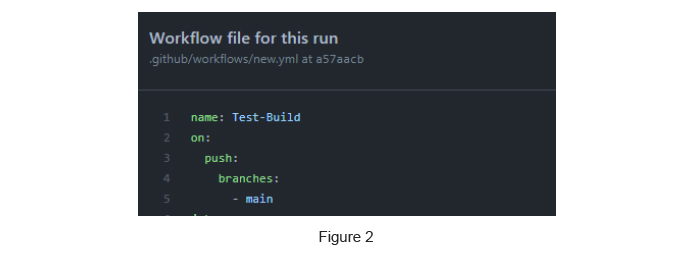 Workflow file for this run
.github/workflows/new.yml at a57aacb
1 name: Test-Build
2 on:
3 push:
4 branches:
5 - main
Figure 2